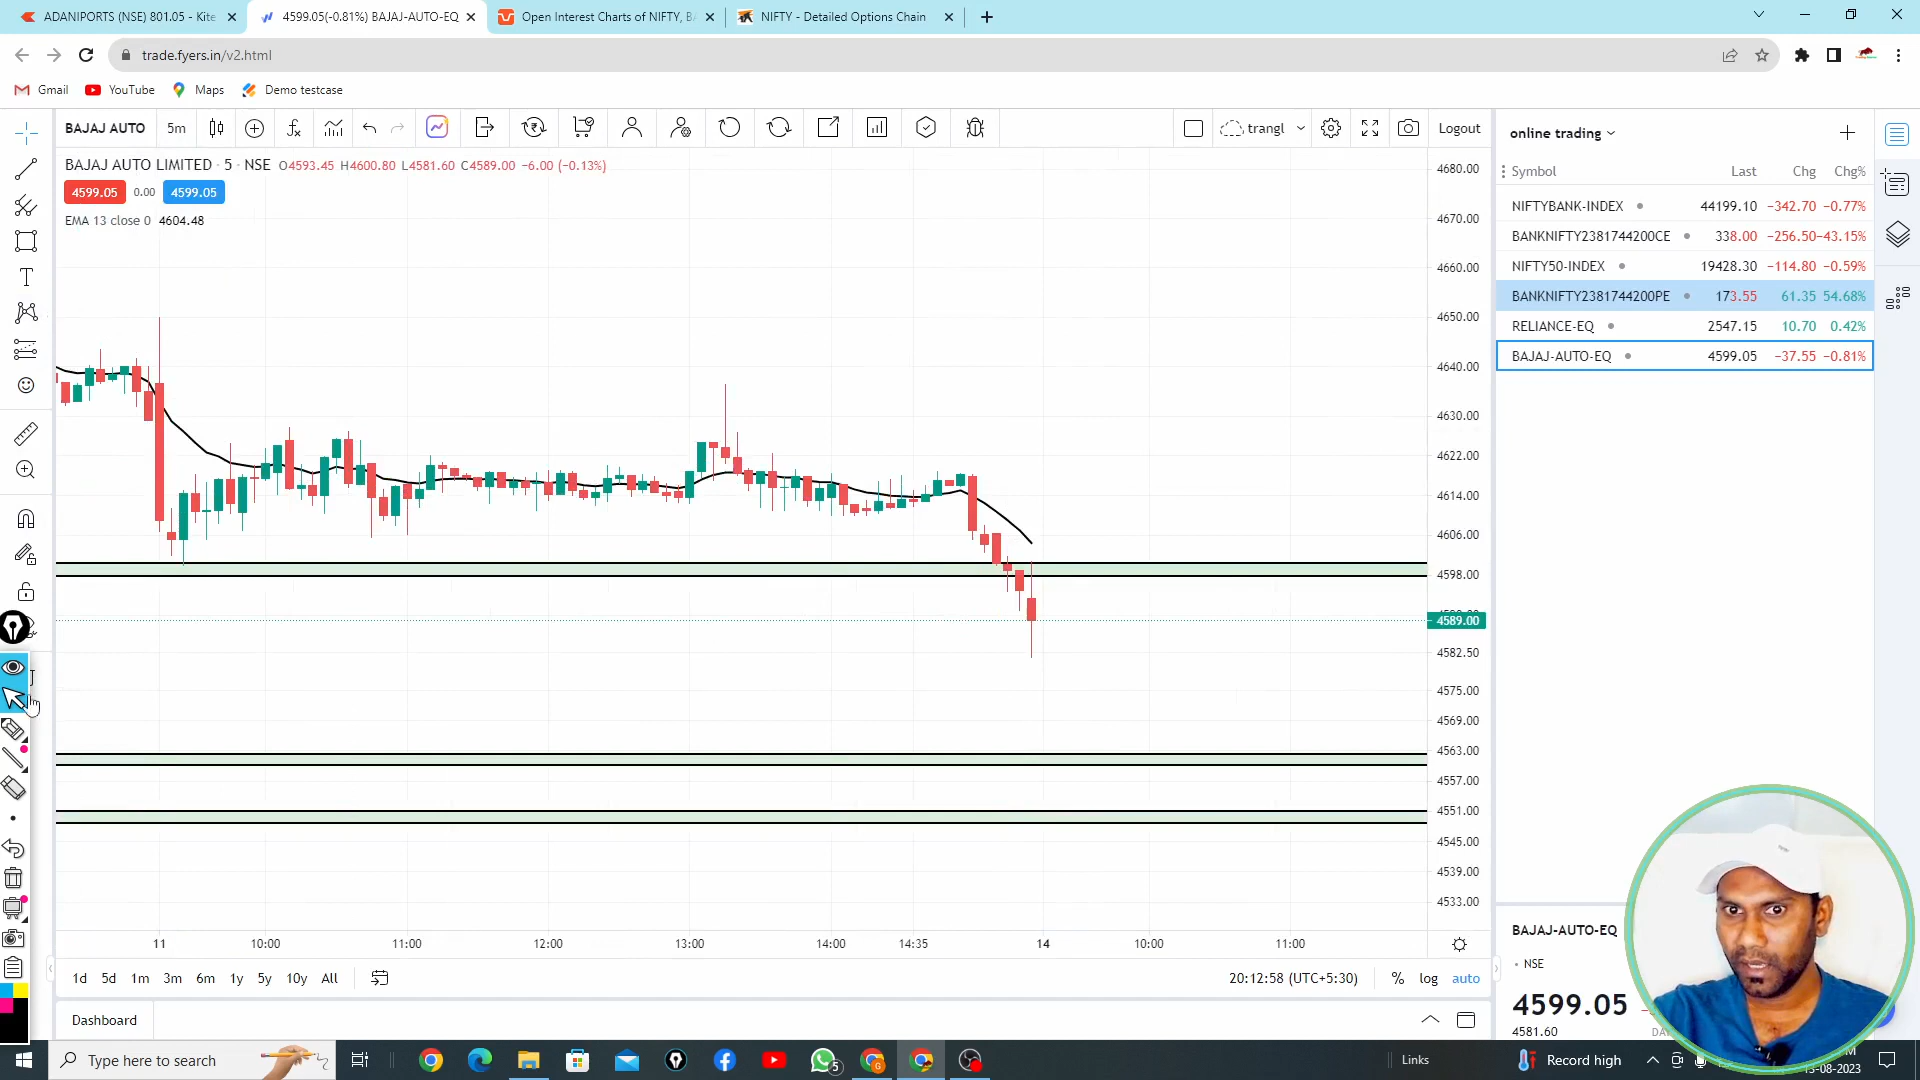 ADANIPORTS (NSE) 801.05 - Kite
4599.05(-0.81%) BAJAJ-AUTO-EQ
Open Interest Charts of NIFTY, BA
NIFTY - Detailed Options Chain
trade.fyers.in/v2.html
Gmail YouTube Maps Demo testcase
BAJAJ AUTO 5m trangl Logout
BAJAJ AUTO LIMITED · 5 · NSE O4593.45 H4600.80 L4581.60 C4589.00 −6.00 (−0.13%)
4599.05 0.00 4599.05
EMA 13 close 0 4604.48
4680.00
4670.00
4660.00
4650.00
4640.00
4630.00
4622.00
4614.00
4606.00
4598.00
4589.00
4582.50
4575.00
4569.00
4563.00
4557.00
4551.00
4545.00
4539.00
4533.00
11 10:00 11:00 12:00 13:00 14:00 14:35 14 10:00 11:00
1d 5d 1m 3m 6m 1y 5y 10y All 20:12:58 (UTC+5:30) % log auto
Dashboard
online trading
Symbol Last Chg Chg%
NIFTYBANK-INDEX 44199.10 −342.70 −0.77%
BANKNIFTY2381744200CE 338.00 −256.50 −43.15%
NIFTY50-INDEX 19428.30 −114.80 −0.59%
BANKNIFTY2381744200PE 173.55 61.35 54.68%
RELIANCE-EQ 2547.15 10.70 0.42%
BAJAJ-AUTO-EQ 4599.05 −37.55 −0.81%
BAJAJ-AUTO-EQ
NSE
4599.05
4581.60
Type here to search
5
Links
Record high
13-08-2023